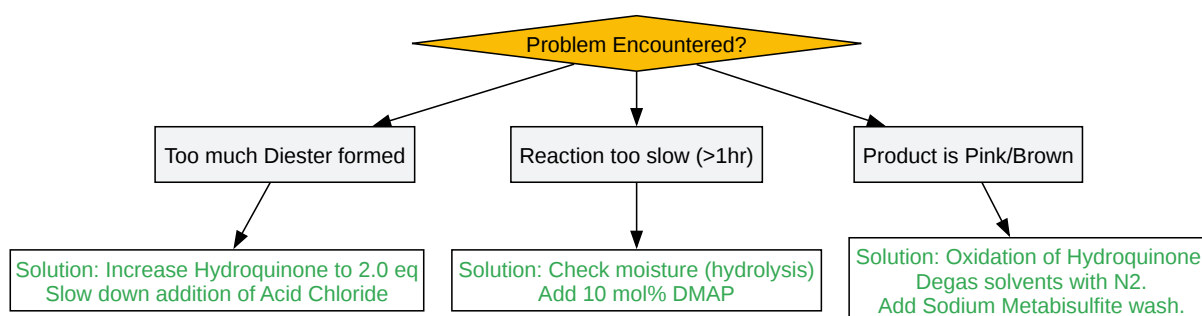 Problem Encountered?
Too much Diester formed
Reaction too slow (>1hr)
Product is Pink/Brown
Solution: Increase Hydroquinone to 2.0 eq
Slow down addition of Acid Chloride
Solution: Check moisture (hydrolysis)
Add 10 mol% DMAP
Solution: Oxidation of Hydroquinone
Degas solvents with N2.
Add Sodium Metabisulfite wash.